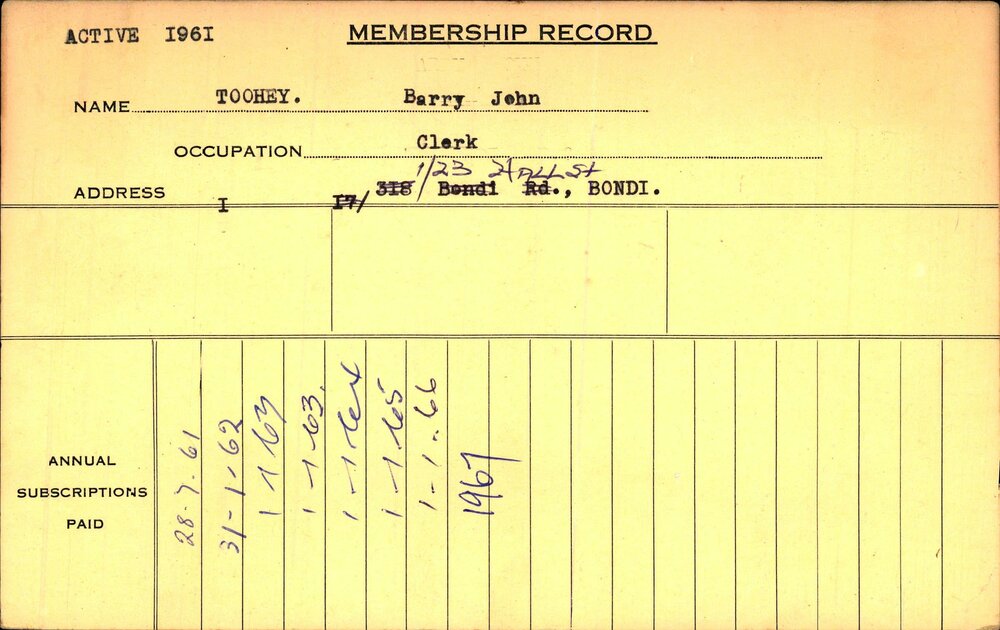 ACTIVE 1961
MEMBERSHIP RECORD
NAME TOOHEY. Barry John
OCCUPATION Clerk
1/23 HALL St
ADDRESS I 17/ 318 / Bondi Rd., BONDI.
ANNUAL
SUBSCRIPTIONS
PAID
28-7-61
31-1-62
1-1-63
1-1-63.
1-1-64
1-1-65
1-1-66
1967